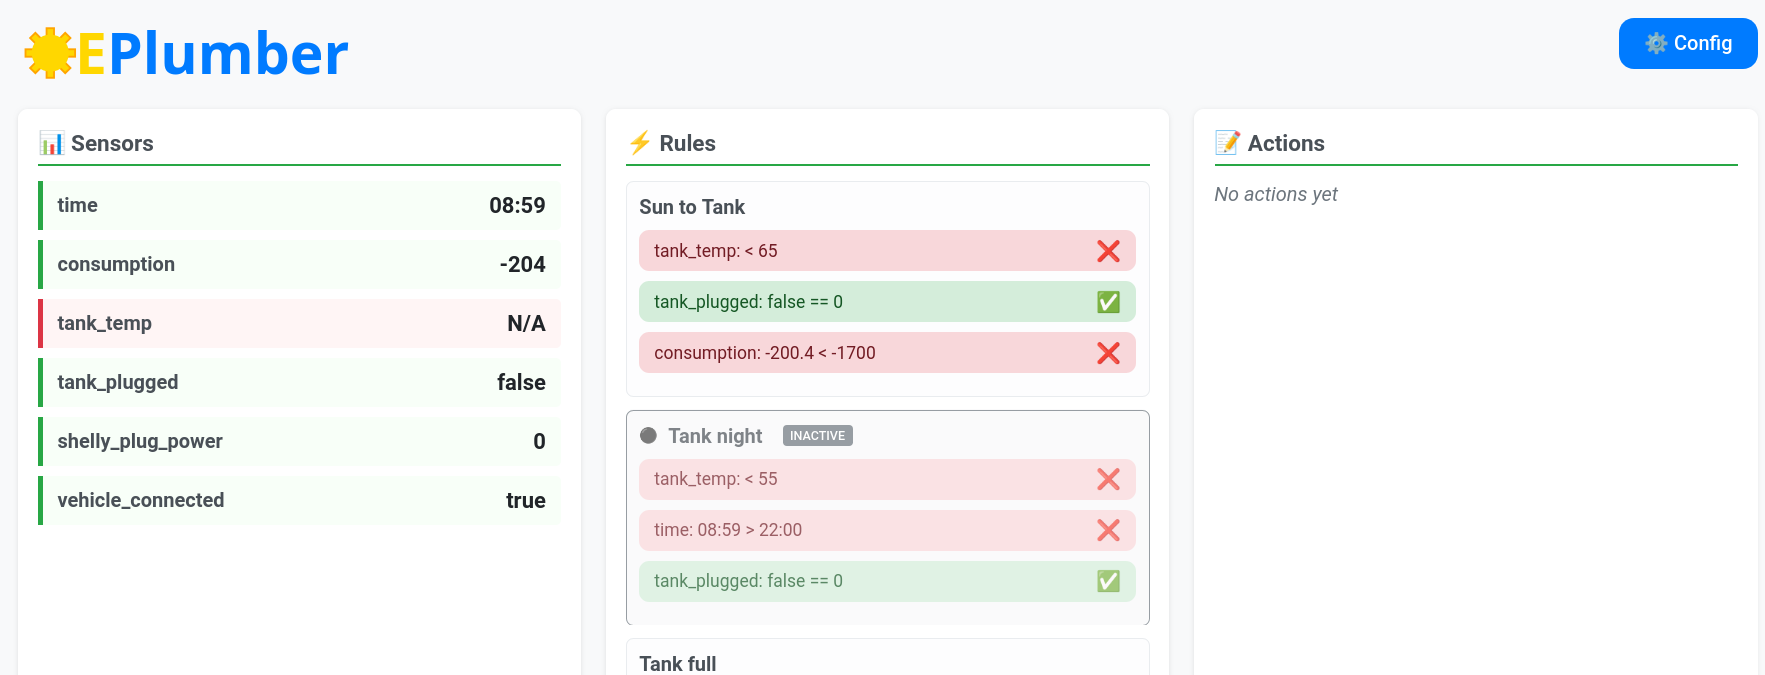 EPlumber
⚙️ Config
📊 Sensors
time 08:59
consumption -204
tank_temp N/A
tank_plugged false
shelly_plug_power 0
vehicle_connected true
⚡ Rules
Sun to Tank
tank_temp: < 65 ❌
tank_plugged: false == 0 ✅
consumption: -200.4 < -1700 ❌
Tank night INACTIVE
tank_temp: < 55 ❌
time: 08:59 > 22:00 ❌
tank_plugged: false == 0 ✅
Tank full
📝 Actions
No actions yet